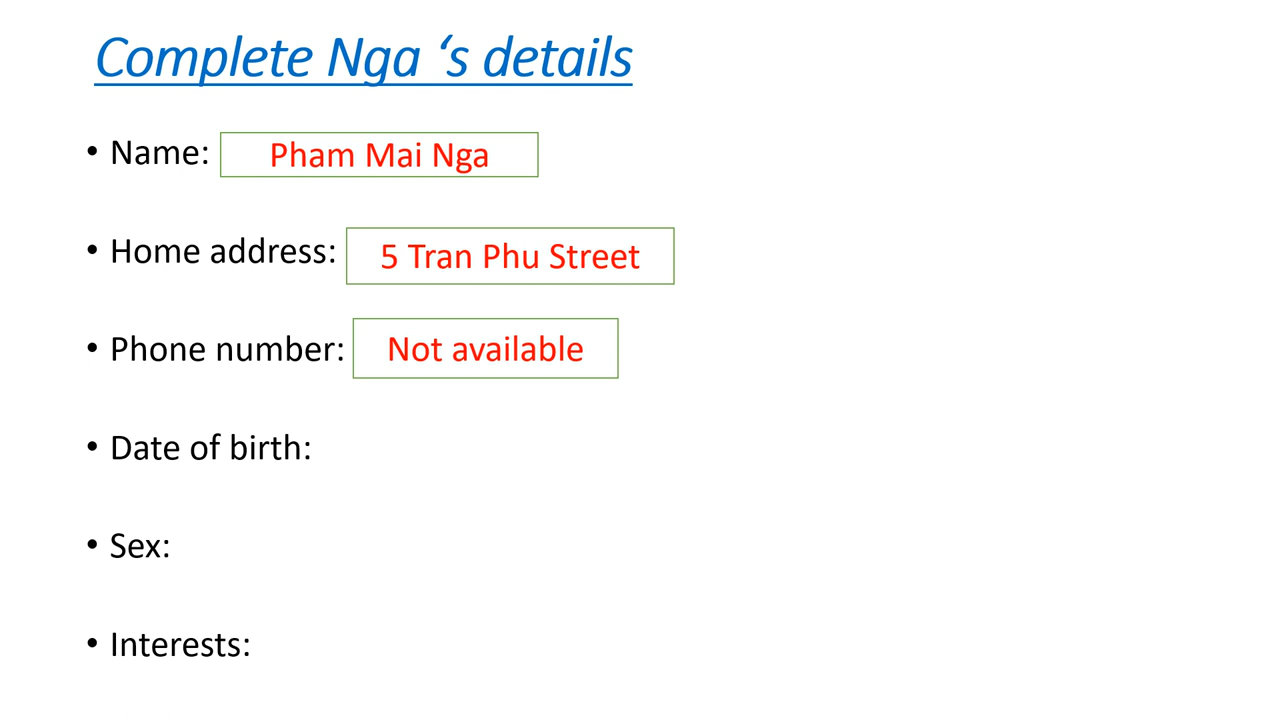 Complete Nga ‘s details
• Name: Pham Mai Nga
• Home address: 5 Tran Phu Street
• Phone number: Not available
• Date of birth:
• Sex:
• Interests: